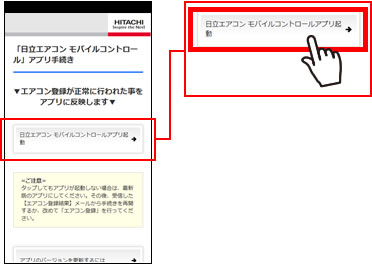 HITACHI
Inspire the Next
「日立エアコン モバイルコントロー
ル」アプリ手続き
▼エアコン登録が正常に行われた事を
アプリに反映します▼
日立エアコン モバイルコントロールアプリ起
動
=ご注意=
タップしてもアプリが起動しない場合は、最新
版のアプリにしてください。その後、受信した
【エアコン登録結果】メールから手続きを再開
するか、改めて「エアコン登録」を行ってくだ
さい。
アプリのバージョンを更新するには
日立エアコン モバイルコントロールアプリ起
動